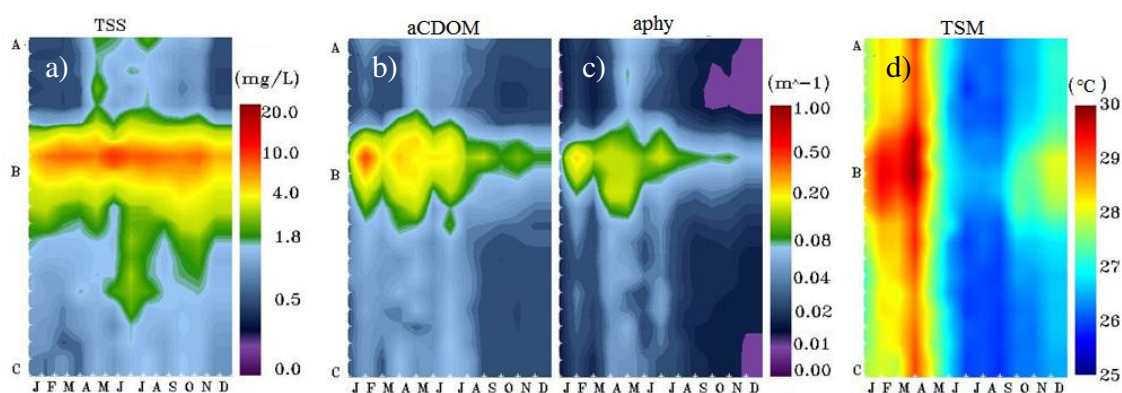 TSS
aCDOM
aphy
TSM
a)
b)
c)
d)
A
B
C
(mg/L)
20.0
10.0
4.0
1.8
0.5
0.0
J F M A M J J A S O N D
A
B
C
J F M A M J J A S O N D
J F M A M J J A S O N D
(m^-1)
1.00
0.50
0.20
0.08
0.04
0.02
0.01
0.00
A
B
C
J F M A M J J A S O N D
(°C)
30
29
28
27
26
25